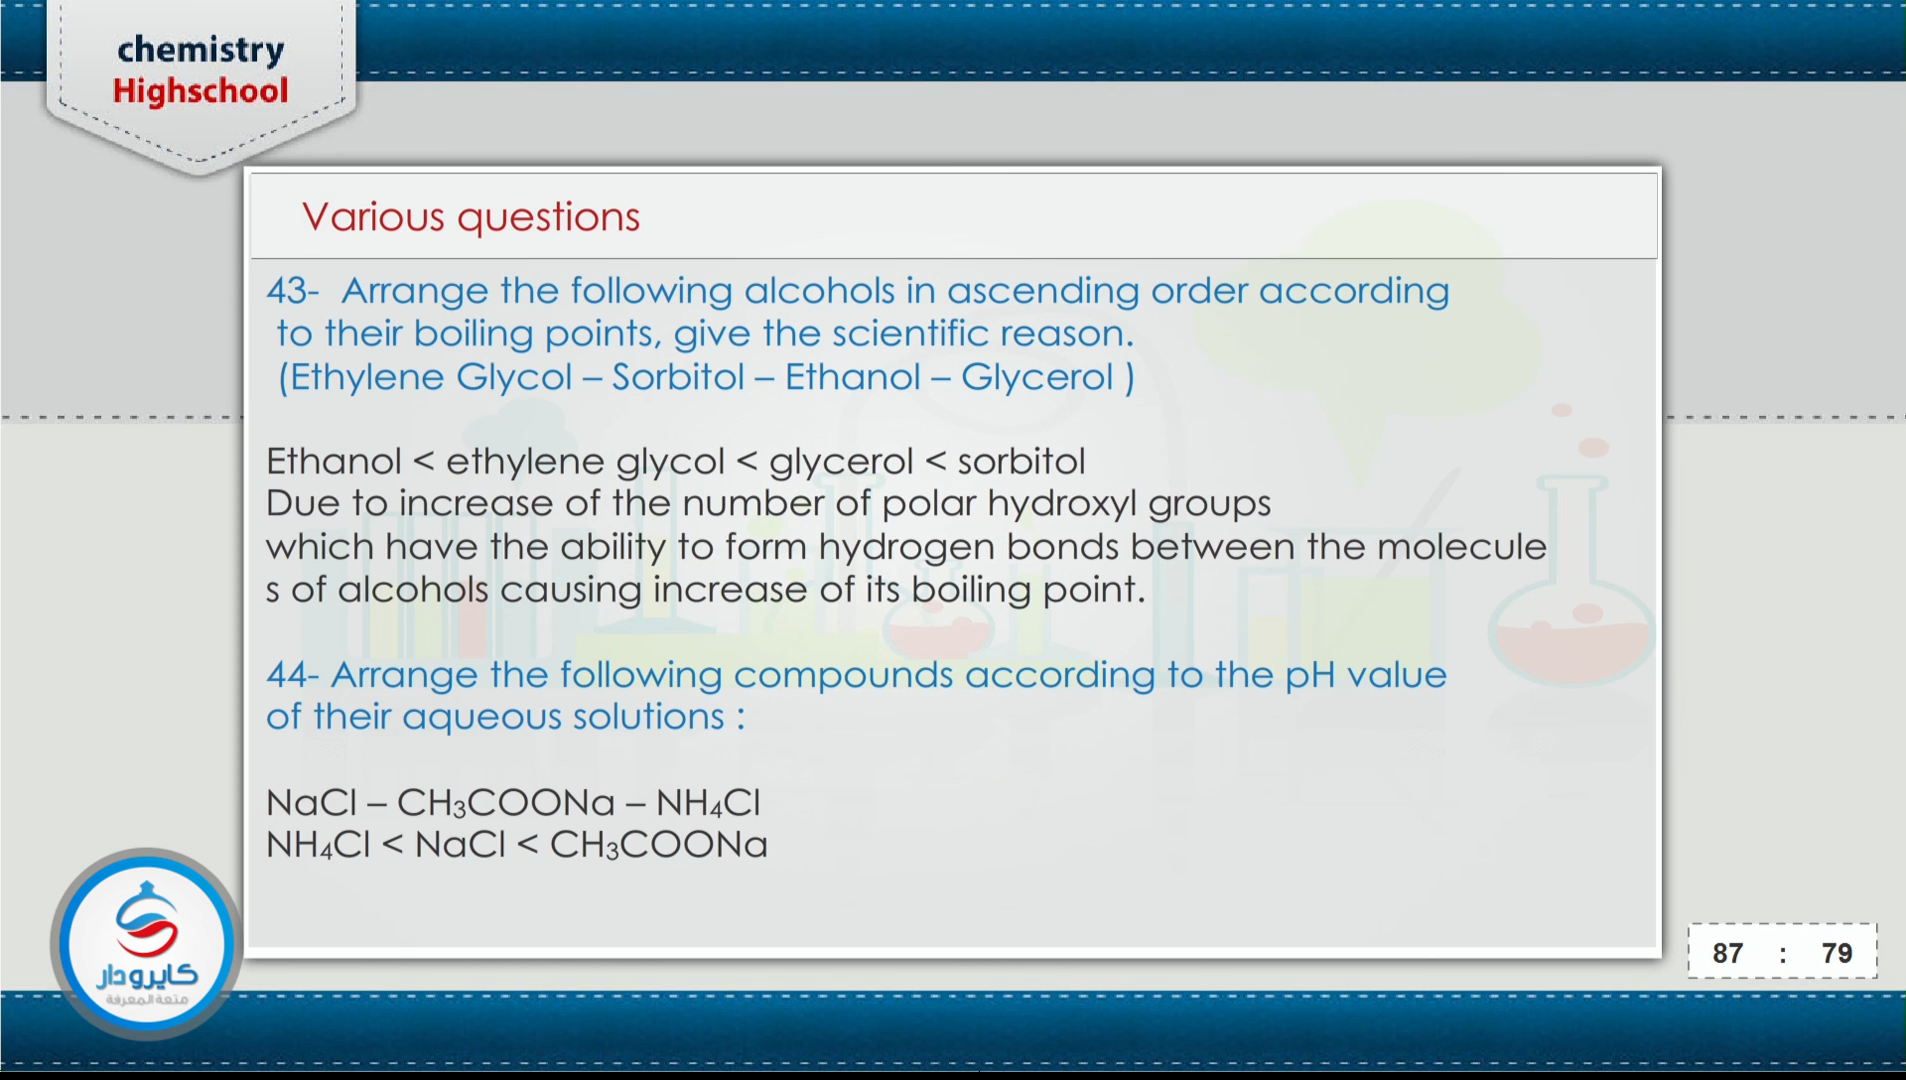 chemistry
Highschool
Various questions
43-  Arrange the following alcohols in ascending order according
to their boiling points, give the scientific reason.
(Ethylene Glycol – Sorbitol – Ethanol – Glycerol )
Ethanol < ethylene glycol < glycerol < sorbitol
Due to increase of the number of polar hydroxyl groups
which have the ability to form hydrogen bonds between the molecule
s of alcohols causing increase of its boiling point.
44- Arrange the following compounds according to the pH value
of their aqueous solutions :
NaCl – CH₃COONa – NH₄Cl
NH₄Cl < NaCl < CH₃COONa
كايرودار
متعة المعرفة
87 : 79